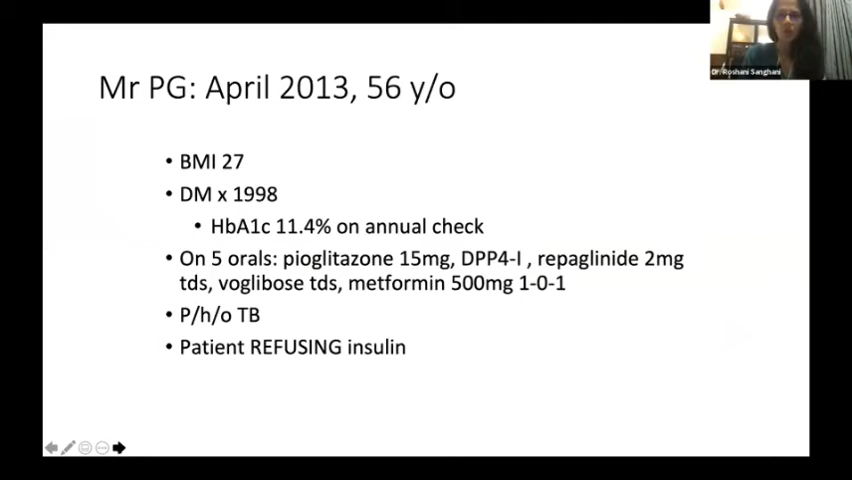 Dr. Roshani Sanghani
Mr PG: April 2013, 56 y/o
• BMI 27
• DM x 1998
• HbA1c 11.4% on annual check
• On 5 orals: pioglitazone 15mg, DPP4-I , repaglinide 2mg
tds, voglibose tds, metformin 500mg 1-0-1
• P/h/o TB
• Patient REFUSING insulin